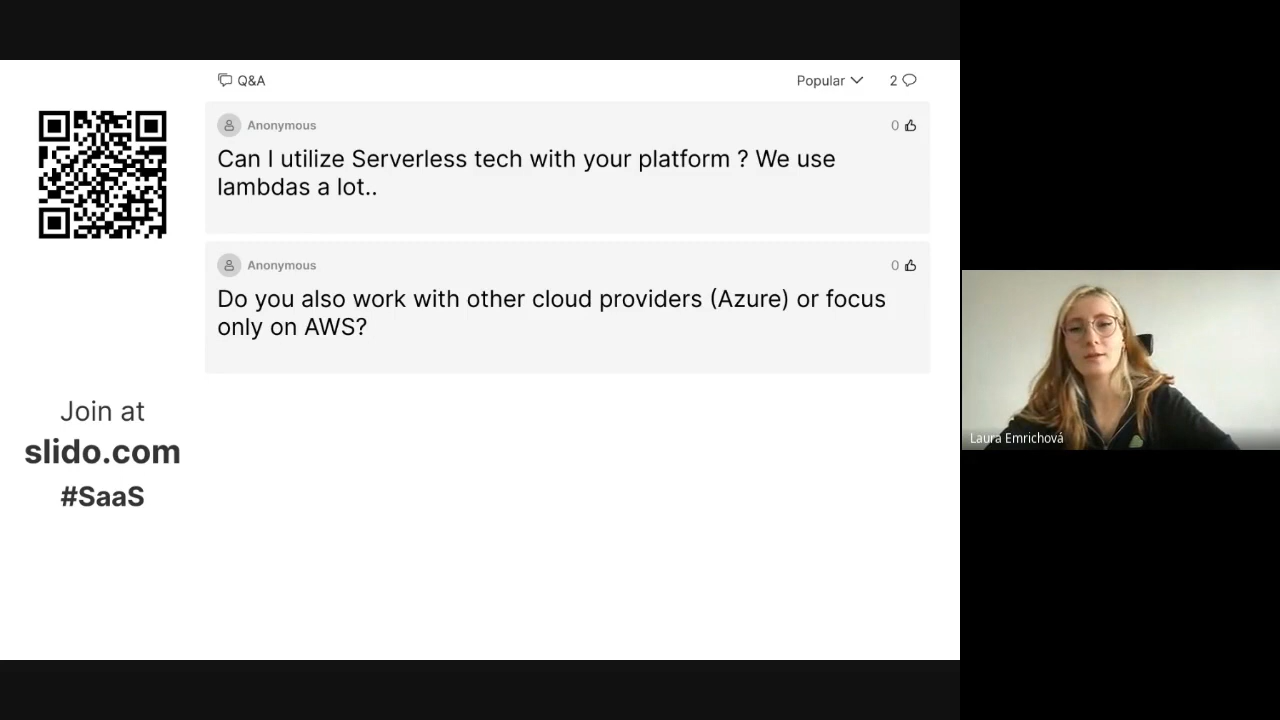 Q&A
Popular
2
Anonymous
0
Can I utilize Serverless tech with your platform ? We use
lambdas a lot..
Anonymous
0
Do you also work with other cloud providers (Azure) or focus
only on AWS?
Join at
slido.com
#SaaS
Laura Emrichová